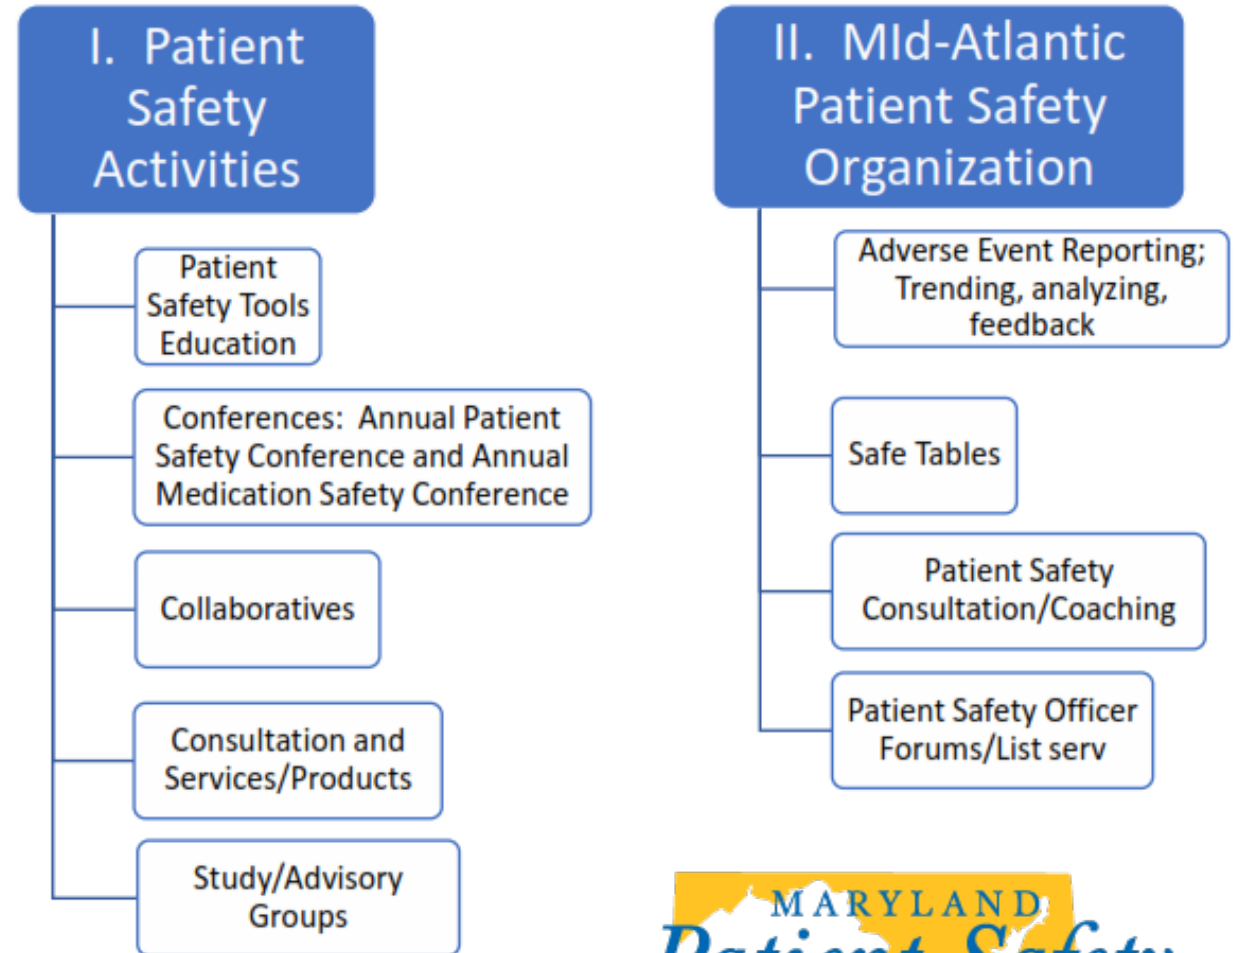 I. Patient
Safety
Activities
Patient
Safety Tools
Education
Conferences: Annual Patient
Safety Conference and Annual
Medication Safety Conference
Collaboratives
Consultation and
Services/Products
Study/Advisory
Groups
II. MId-Atlantic
Patient Safety
Organization
Adverse Event Reporting;
Trending, analyzing,
feedback
Safe Tables
Patient Safety
Consultation/Coaching
Patient Safety Officer
Forums/List serv
MARYLAND
Patient Safety